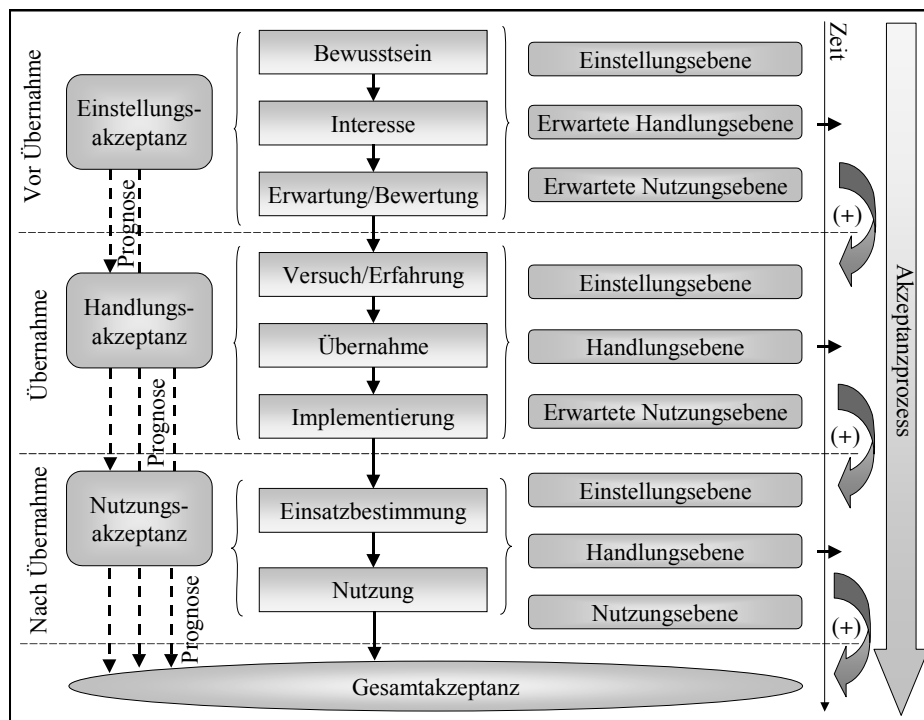 Vor Übernahme
Einstellungs-
akzeptanz
Prognose
Bewusstsein
Interesse
Erwartung/Bewertung
Einstellungsebene
Erwartete Handlungsebene
Erwartete Nutzungsebene
Zeit
(+)
Akzeptanzprozess
Übernahme
Handlungs-
akzeptanz
Prognose
Versuch/Erfahrung
Übernahme
Implementierung
Einstellungsebene
Handlungsebene
Erwartete Nutzungsebene
(+)
Nach Übernahme
Nutzungs-
akzeptanz
Prognose
Einsatzbestimmung
Nutzung
Einstellungsebene
Handlungsebene
Nutzungsebene
(+)
Gesamtakzeptanz